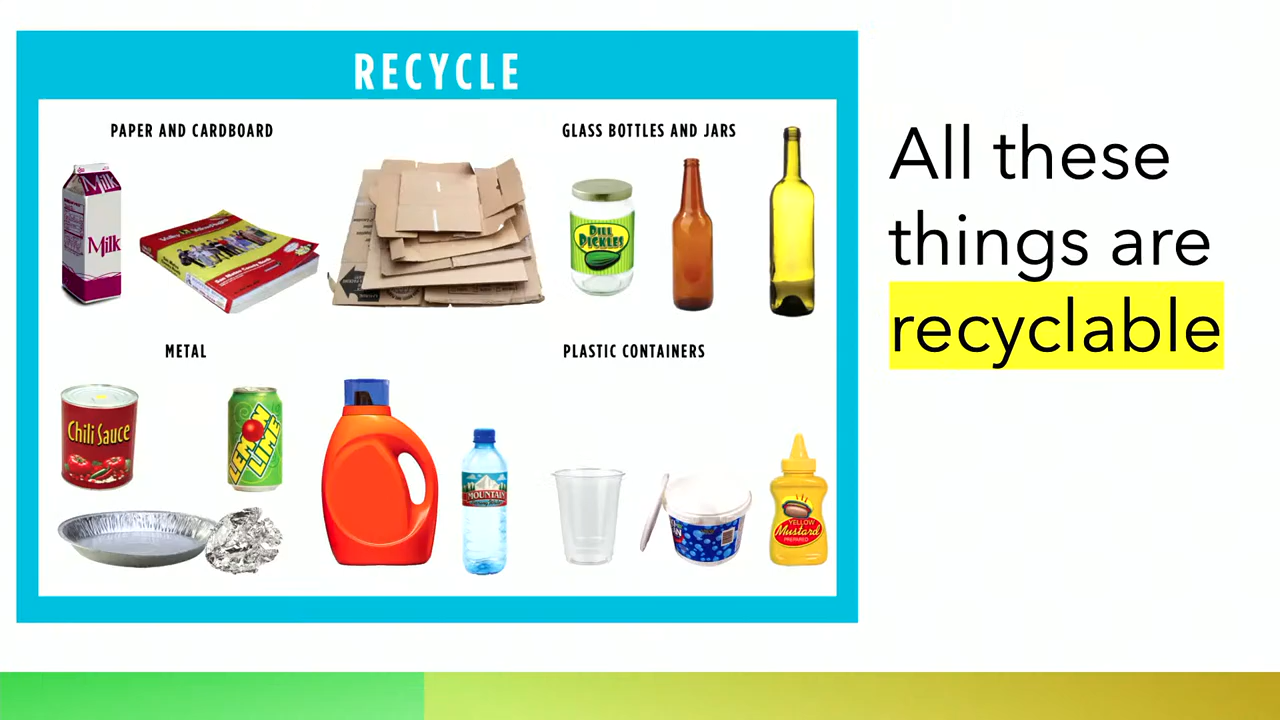 RECYCLE
PAPER AND CARDBOARD
GLASS BOTTLES AND JARS
Milk
Milk
DILL
PICKLES
METAL
PLASTIC CONTAINERS
Chili Sauce
LEMON
LIME
MOUNTAIN
YELLOW
Mustard
PREPARED
All these
things are
recyclable